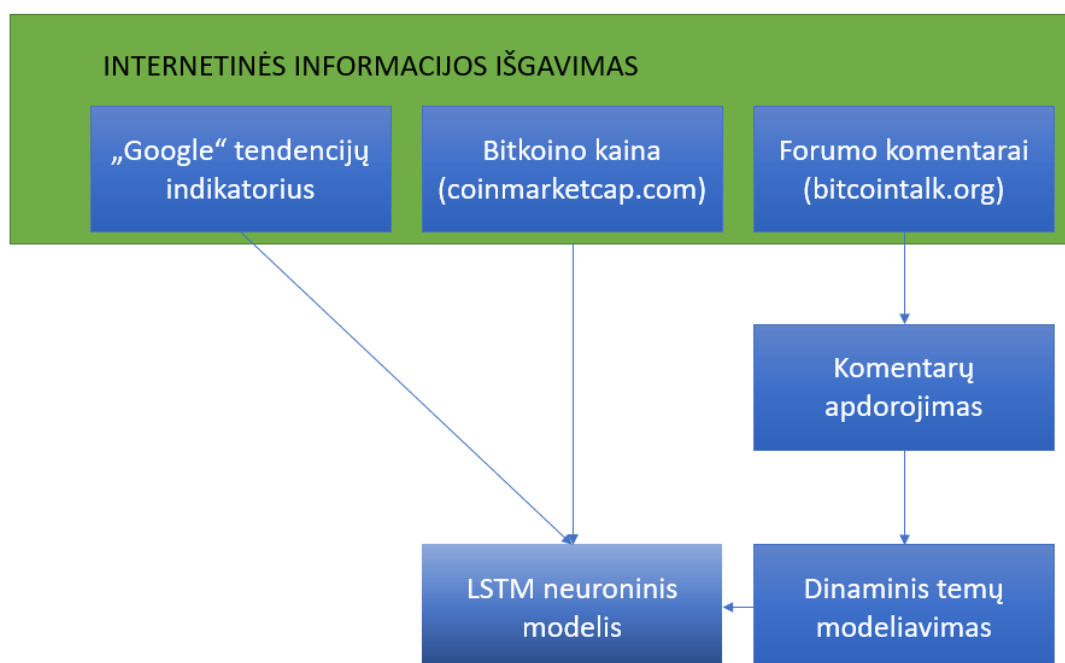 INTERNETINĖS INFORMACIJOS IŠGAVIMAS
„Google“ tendencijų
indikatorius
Bitkoino kaina
(coinmarketcap.com)
Forumo komentarai
(bitcointalk.org)
Komentarų
apdorojimas
LSTM neuroninis
modelis
Dinaminis temų
modeliavimas